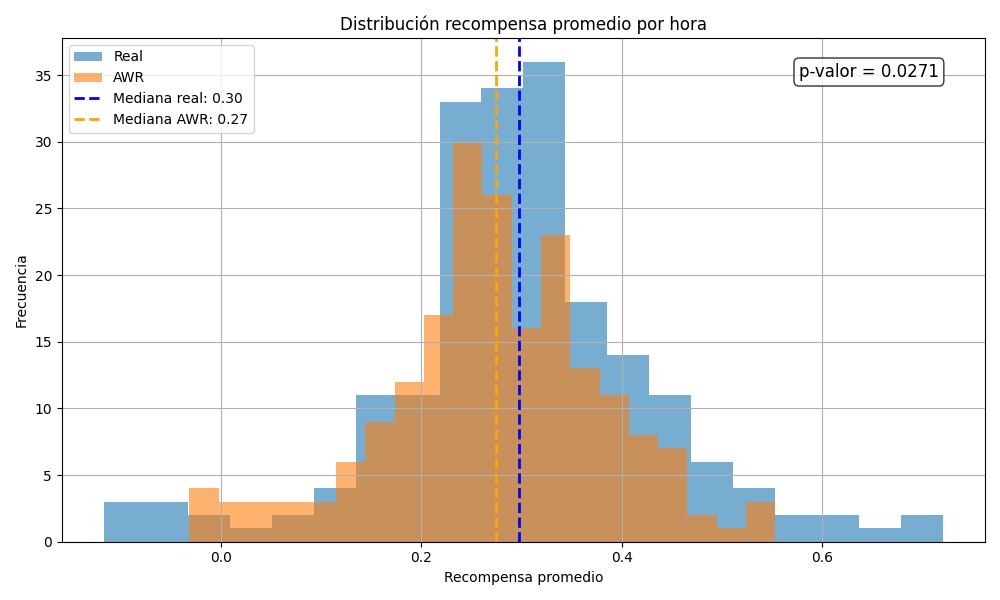 Distribución recompensa promedio por hora
Real
AWR
Mediana real: 0.30
Mediana AWR: 0.27
p-valor = 0.0271
Frecuencia
35
30
25
20
15
10
5
0
0.0
0.2
0.4
0.6
Recompensa promedio